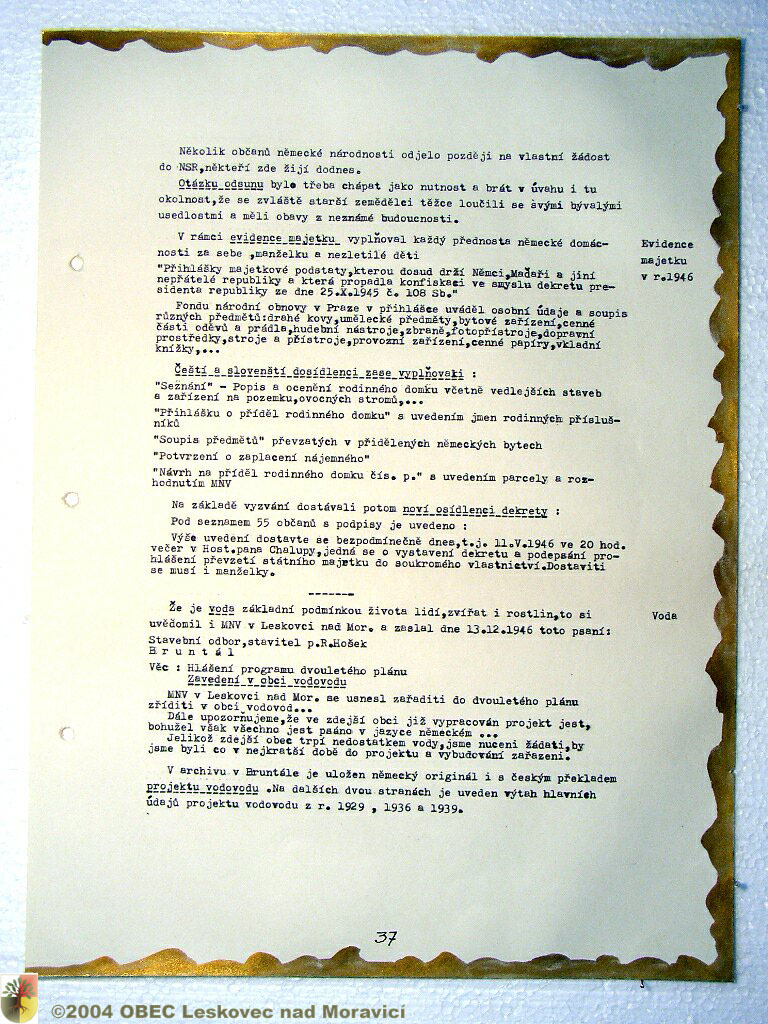 Několik občanů německé národnosti odjelo později na vlastní žádost
do NSR,někteří zde žijí dodnes.
Otázku odsunu bylo třeba chápat jako nutnost a brát v úvahu i tu
okolnost,že se zvláště starší zemědělci těžce loučili se svými bývalými
usedlostmi a měli obavy z neznámé budoucnosti.
V rámci evidence majetku vyplňoval každý přednosta německé domác-
nosti za sebe ,manželku a nezletilé děti
Evidence
majetku
v r.1946
"Přihlášky majetkové podstaty,kterou dosud drží Němci,Maďaři a jiní
nepřátelé republiky a která propadla konfiskaci ve smyslu dekretu pre-
sidenta republiky ze dne 25.X.1945 č. 108 Sb."
Fondu národní obnovy v Praze v přihlášce uváděl osobní údaje a soupis
různých předmětů:drahé kovy,umělecké předměty,bytové zařízení,cenné
části oděvů a prádla,hudební nástroje,zbraně,fotopřístroje,dopravní
prostředky,stroje a přístroje,provozní zařízení,cenné papíry,vkladní
knížky,...
Čeští a slovenští dosídlenci zase vyplňovali :
"Seznání" - Popis a ocenění rodinného domku včetně vedlejších staveb
a zařízení na pozemku,ovocných stromů,...
"Přihlášku o příděl rodinného domku" s uvedením jmen rodinných přísluš-
níků
"Soupis předmětů" převzatých v přidělených německých bytech
"Potvrzení o zaplacení nájemného"
"Návrh na příděl rodinného domku čís. p." s uvedením parcely a roz-
hodnutím MNV
Na základě vyzvání dostávali potom noví osídlenci dekrety :
Pod seznamem 55 občanů s podpisy je uvedeno :
Výše uvedení dostavte se bezpodmínečně dnes,t.j. 11.V.1946 ve 20 hod.
večer v Host.pana Chalupy,jedná se o vystavení dekretu a podepsání pro-
hlášení převzetí státního majetku do soukromého vlastnictví.Dostaviti
se musí i manželky.
-------
Že je voda základní podmínkou života lidí,zvířat i rostlin,to si
uvědomil i MNV v Leskovci nad Mor. a zaslal dne 13.12.1946 toto psaní:
Voda
Stavební odbor,stavitel p.R.Hošek
B r u n t á l
Věc : Hlášení programu dvouletého plánu
Zavedení v obci vodovodu
MNV v Leskovci nad Mor. se usnesl zařaditi do dvouletého plánu
zříditi v obci vodovod...
Dále upozornujeme,že ve zdejší obci již vypracován projekt jest,
bohužel však všechno jest psáno v jazyce německém ...
Jelikož zdejší obec trpí nedostatkem vody,jsme nuceni žádati,by
jsme byli co v nejkratší době do projektu a vybudování zařazeni.
V archivu v Bruntále je uložen německý originál i s českým překladem
projektu vodovodu .Na dalších dvou stranách je uveden výtah hlavních
údajů projektu vodovodu z r. 1929 , 1936 a 1939.
37
©2004 OBEC Leskovec nad Moravicí